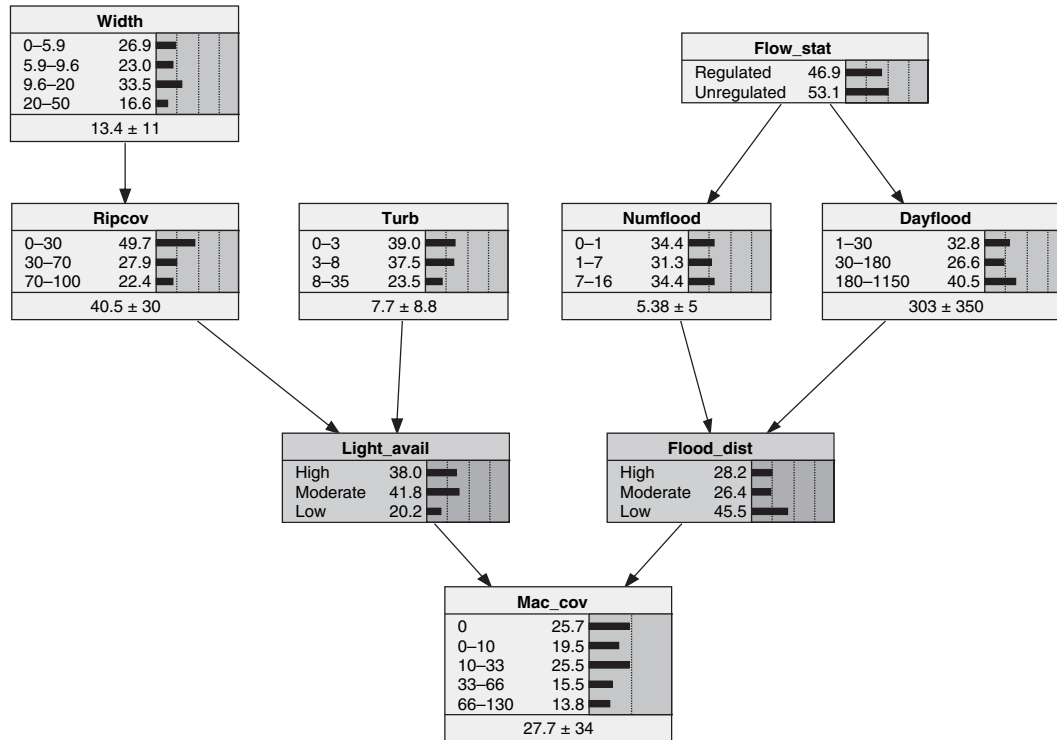 Width
0–5.9 26.9
5.9–9.6 23.0
9.6–20 33.5
20–50 16.6
13.4 ± 11
Flow_stat
Regulated 46.9
Unregulated 53.1
Ripcov
0–30 49.7
30–70 27.9
70–100 22.4
40.5 ± 30
Turb
0–3 39.0
3–8 37.5
8–35 23.5
7.7 ± 8.8
Numflood
0–1 34.4
1–7 31.3
7–16 34.4
5.38 ± 5
Dayflood
1–30 32.8
30–180 26.6
180–1150 40.5
303 ± 350
Light_avail
High 38.0
Moderate 41.8
Low 20.2
Flood_dist
High 28.2
Moderate 26.4
Low 45.5
Mac_cov
0 25.7
0–10 19.5
10–33 25.5
33–66 15.5
66–130 13.8
27.7 ± 34